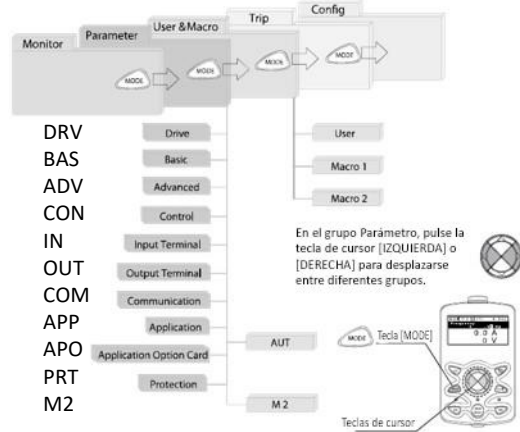 Monitor
Parameter
User &Macro
Trip
Config
MODE
MODE
MODE
MODE
DRV Drive User
BAS Basic Macro 1
ADV Advanced Macro 2
CON Control
IN Input Terminal
OUT Output Terminal
COM Communication
APP Application
APO Application Option Card
PRT Protection
M2
AUT
M 2
En el grupo Parámetro, pulse la
tecla de cursor [IZQUIERDA] o
[DERECHA] para desplazarse
entre diferentes grupos.
MODE Tecla [MODE]
0.0 A
0 V
Teclas de cursor